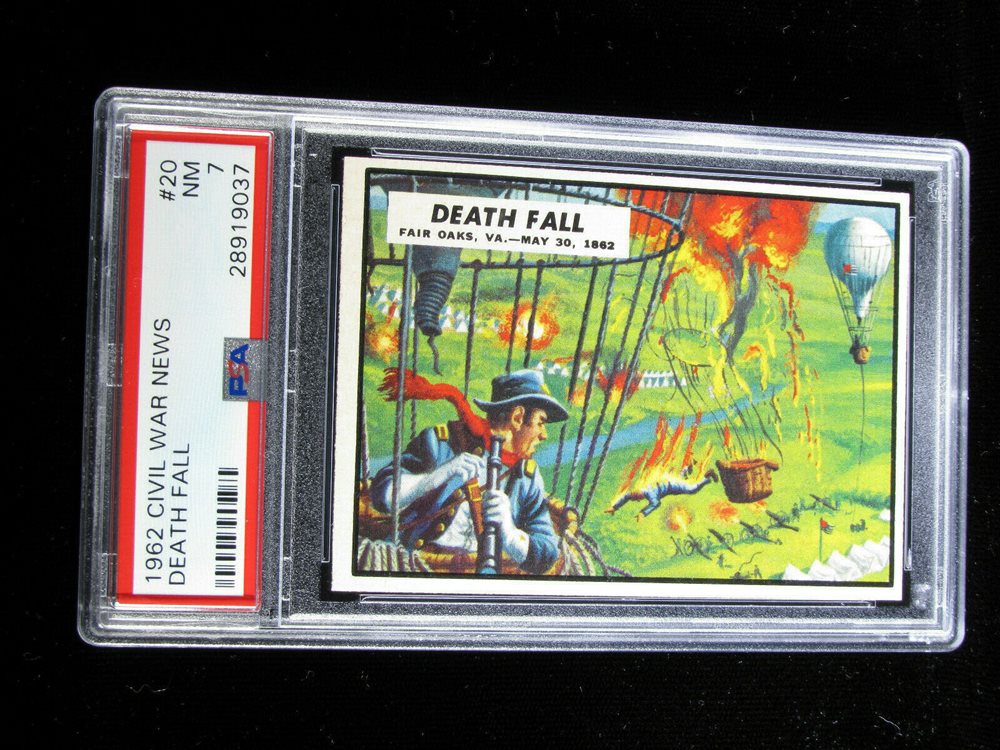 1962 CIVIL WAR NEWS
DEATH FALL
PSA
#20
NM
7
28919037
DEATH FALL
FAIR OAKS, VA.—MAY 30, 1862